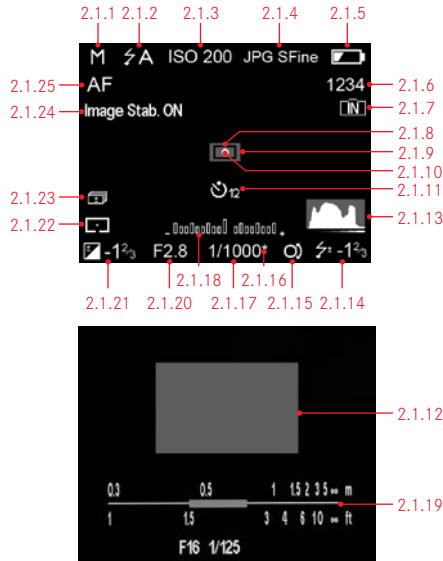 2.1.1 2.1.2 2.1.3 2.1.4 2.1.5
M A ISO 200 JPG SFine
2.1.25 AF 1234 2.1.6
2.1.24 Image Stab. ON IN 2.1.7
2.1.8
2.1.9
2.1.10
12 2.1.11
2.1.23
2.1.13
2.1.22
- +
-1⅔ F2.8 1/1000* ± -1⅔
2.1.21 2.1.20 2.1.18 2.1.17 2.1.16 2.1.15 2.1.14
2.1.12
0.3 0.5 1 1.5 2 3 5 ∞ m
2.1.19
1 1.5 3 4 6 10 ∞ ft
F16 1/125